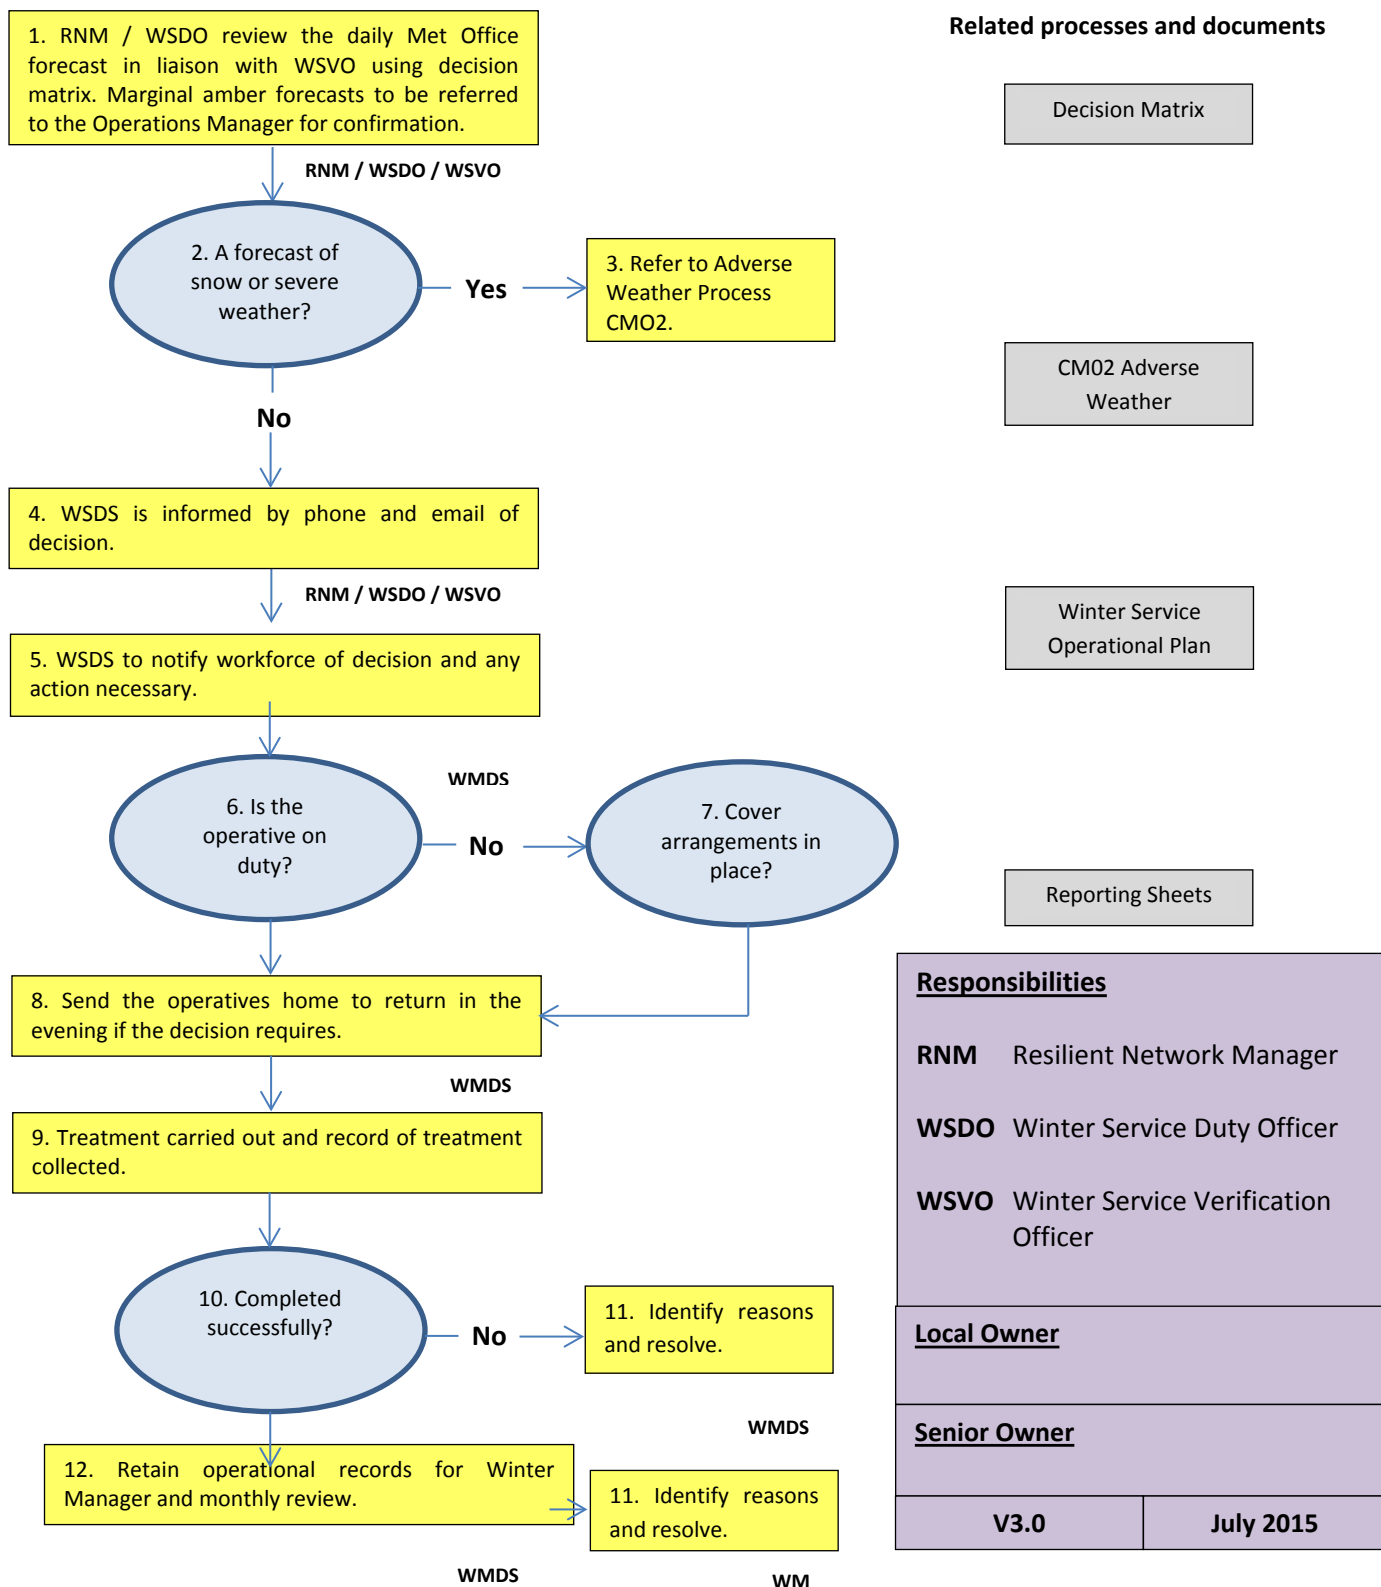 1. RNM / WSDO review the daily Met Office
forecast in liaison with WSVO using decision
matrix. Marginal amber forecasts to be referred
to the Operations Manager for confirmation.
RNM / WSDO / WSVO
2. A forecast of
snow or severe
weather?
Yes
3. Refer to Adverse
Weather Process
CMO2.
No
4. WSDS is informed by phone and email of
decision.
RNM / WSDO / WSVO
5. WSDS to notify workforce of decision and any
action necessary.
WMDS
6. Is the
operative on
duty?
No
7. Cover
arrangements in
place?
8. Send the operatives home to return in the
evening if the decision requires.
WMDS
9. Treatment carried out and record of treatment
collected.
10. Completed
successfully?
No
11. Identify reasons
and resolve.
WMDS
12. Retain operational records for Winter
Manager and monthly review.
11. Identify reasons
and resolve.
WMDS
WM
Related processes and documents
Decision Matrix
CM02 Adverse
Weather
Winter Service
Operational Plan
Reporting Sheets
Responsibilities
RNM Resilient Network Manager
WSDO Winter Service Duty Officer
WSVO Winter Service Verification
Officer
Local Owner
Senior Owner
V3.0 July 2015